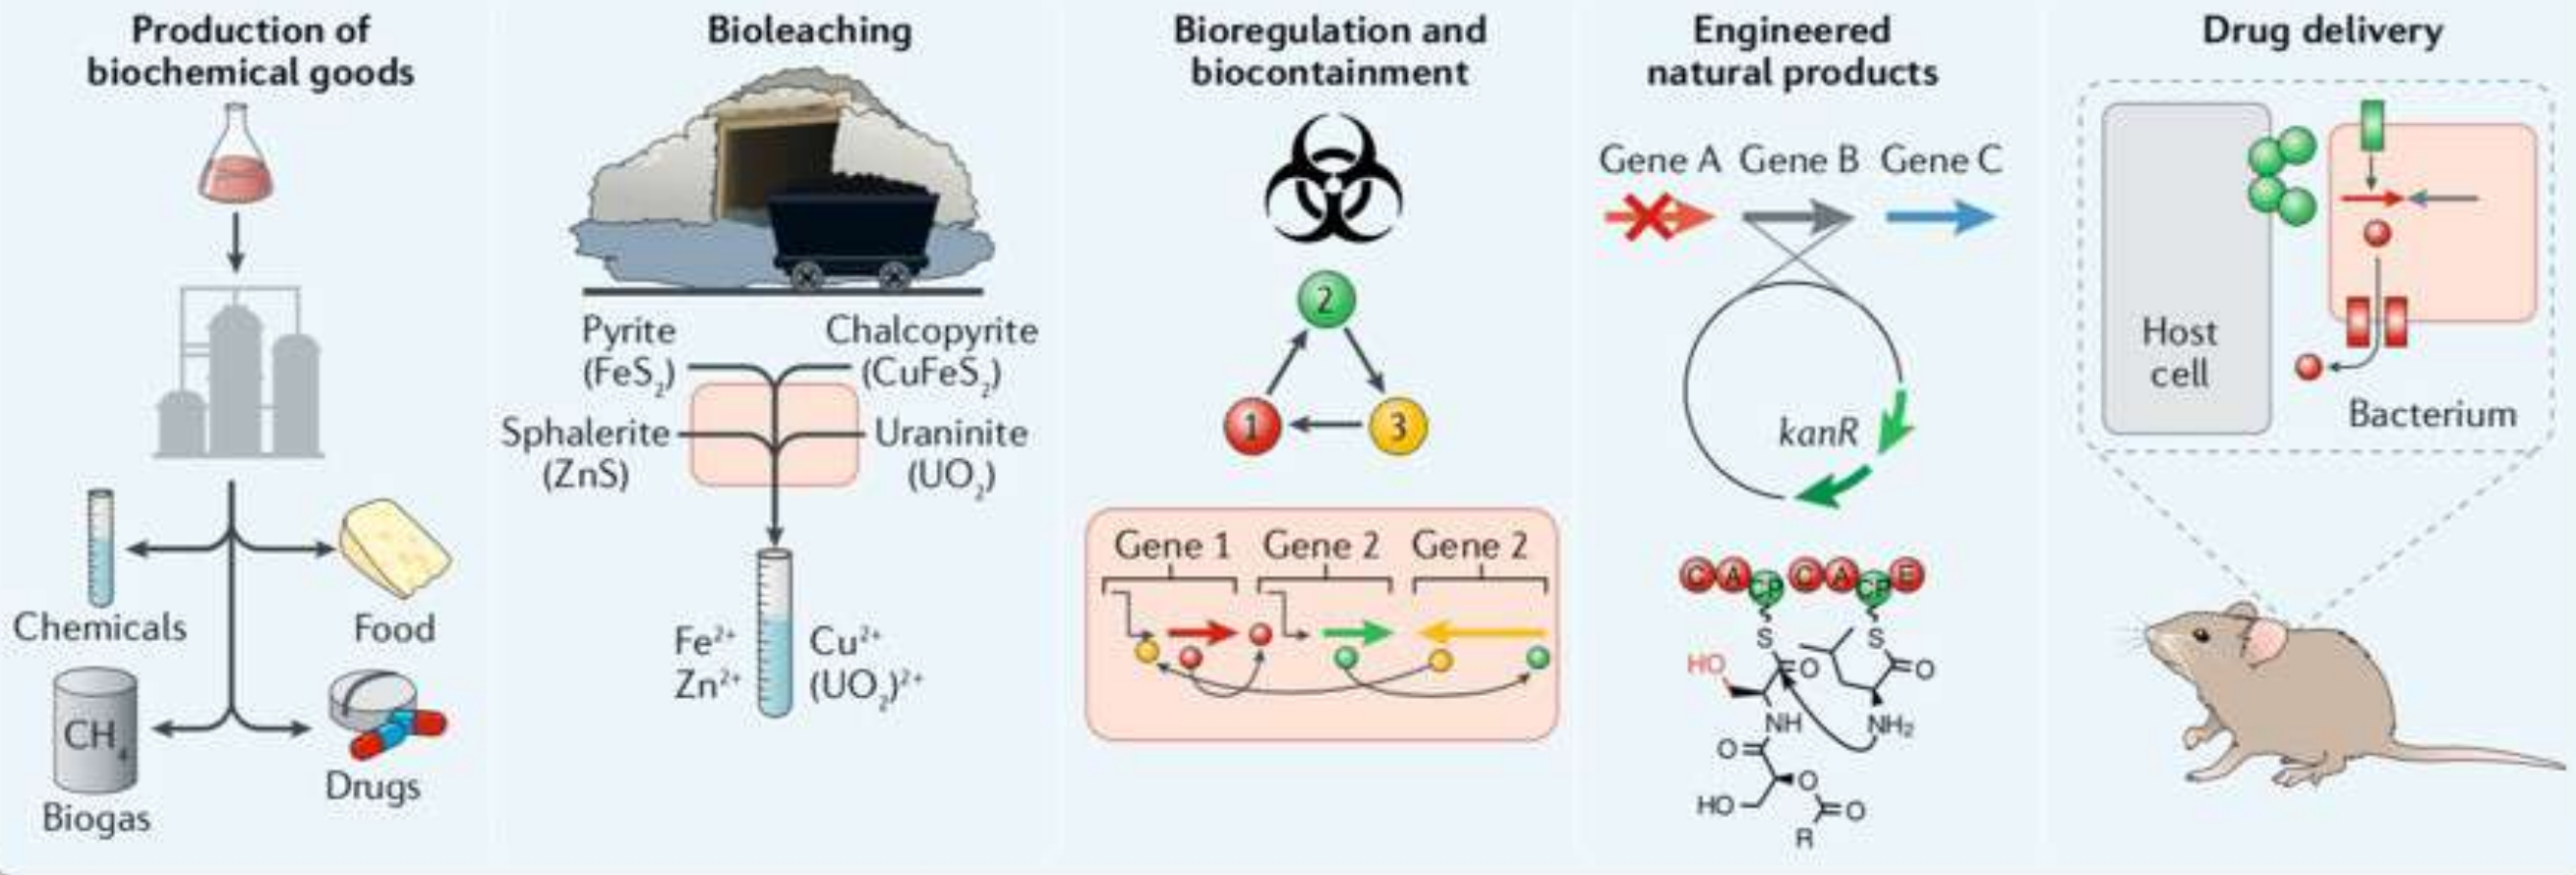 Production of
biochemical goods
Chemicals
Food
CH₄
Biogas
Drugs
Bioleaching
Pyrite
(FeS₂)
Chalcopyrite
(CuFeS₂)
Sphalerite
(ZnS)
Uraninite
(UO₂)
Fe²⁺
Cu²⁺
Zn²⁺
(UO₂)²⁺
Bioregulation and
biocontainment
2
1
3
Gene 1 Gene 2 Gene 2
Engineered
natural products
Gene A Gene B Gene C
kanR
C A CP C A CP E
S
S
HO
O
O
NH
NH₂
O
O
HO
O
R
Drug delivery
Host
cell
Bacterium